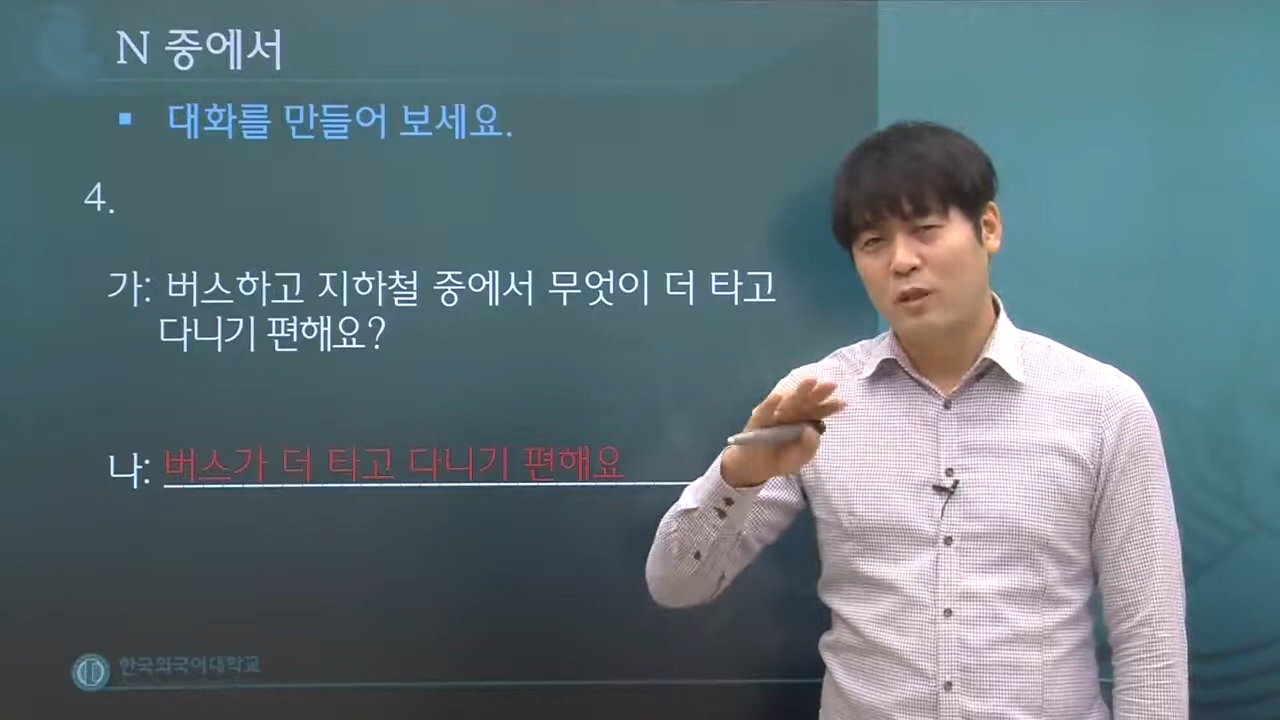 N 중에서
▪ 대화를 만들어 보세요.
4.
가: 버스하고 지하철 중에서 무엇이 더 타고
다니기 편해요?
나: 버스가 더 타고 다니기 편해요
한국외국어대학교